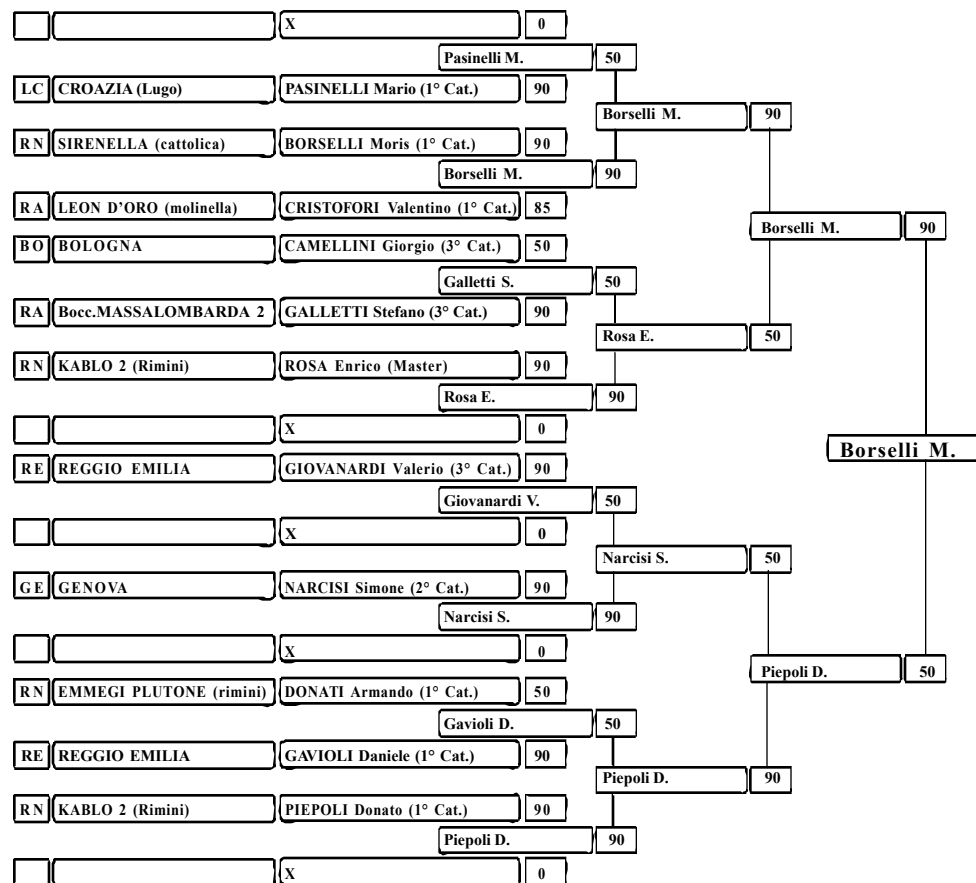 X 0
Pasinelli M. 50
LC CROAZIA (Lugo) PASINELLI Mario (1° Cat.) 90
Borselli M. 90
RN SIRENELLA (cattolica) BORSELLI Moris (1° Cat.) 90
Borselli M. 90
RA LEON D'ORO (molinella) CRISTOFORI Valentino (1° Cat.) 85
Borselli M. 90
BO BOLOGNA CAMELLINI Giorgio (3° Cat.) 50
Galletti S. 50
RA Bocc.MASSALOMBARDA 2 GALLETTI Stefano (3° Cat.) 90
Rosa E. 50
RN KABLO 2 (Rimini) ROSA Enrico (Master) 90
Rosa E. 90
X 0
Borselli M.
RE REGGIO EMILIA GIOVANARDI Valerio (3° Cat.) 90
Giovanardi V. 50
X 0
Narcisi S. 50
GE GENOVA NARCISI Simone (2° Cat.) 90
Narcisi S. 90
X 0
Piepoli D. 50
RN EMMEGI PLUTONE (rimini) DONATI Armando (1° Cat.) 50
Gavioli D. 50
RE REGGIO EMILIA GAVIOLI Daniele (1° Cat.) 90
Piepoli D. 90
RN KABLO 2 (Rimini) PIEPOLI Donato (1° Cat.) 90
Piepoli D. 90
X 0